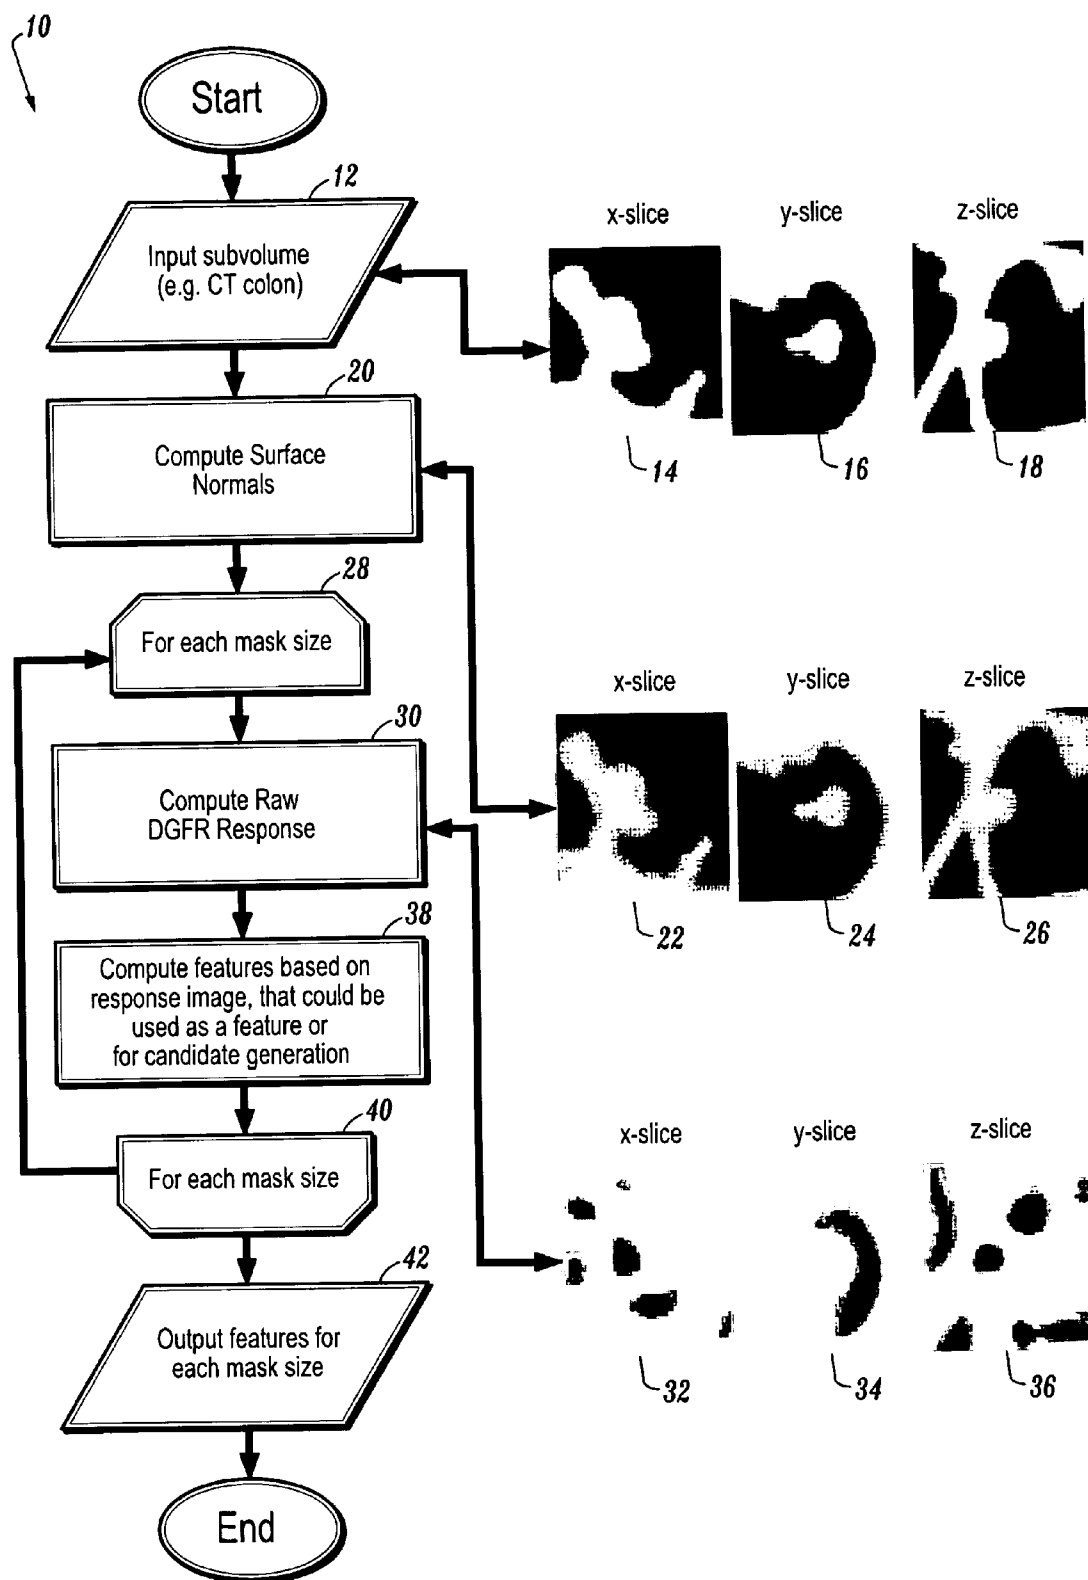 10
Start
12
Input subvolume
(e.g. CT colon)
x-slice
y-slice
z-slice
14
16
18
20
Compute Surface
Normals
28
For each mask size
x-slice
y-slice
z-slice
22
24
26
30
Compute Raw
DGFR Response
38
Compute features based on
response image, that could be
used as a feature or
for candidate generation
40
For each mask size
x-slice
y-slice
z-slice
32
34
36
42
Output features for
each mask size
End